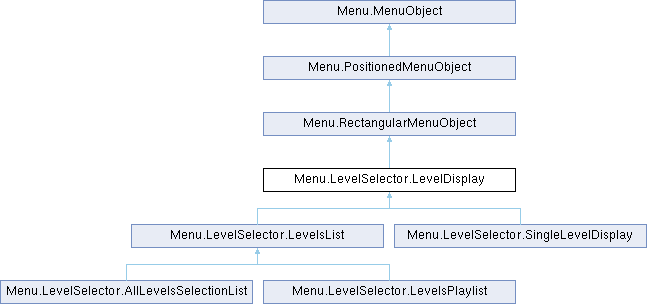 Menu.MenuObject
Menu.PositionedMenuObject
Menu.RectangularMenuObject
Menu.LevelSelector.LevelDisplay
Menu.LevelSelector.LevelsList
Menu.LevelSelector.SingleLevelDisplay
Menu.LevelSelector.AllLevelsSelectionList
Menu.LevelSelector.LevelsPlaylist